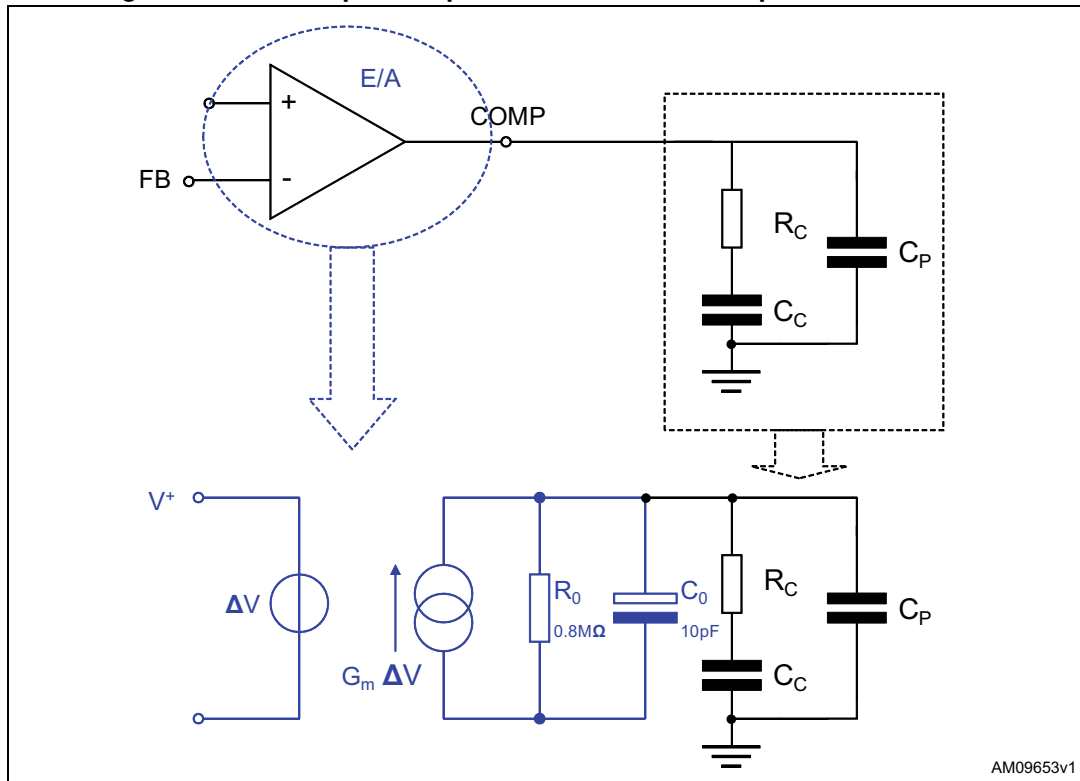 E/A
+
COMP
FB
-
R_C
C_P
C_C
V⁺
ΔV
G_m ΔV
R_0
0.8MΩ
C_0
10pF
R_C
C_P
C_C
AM09653v1